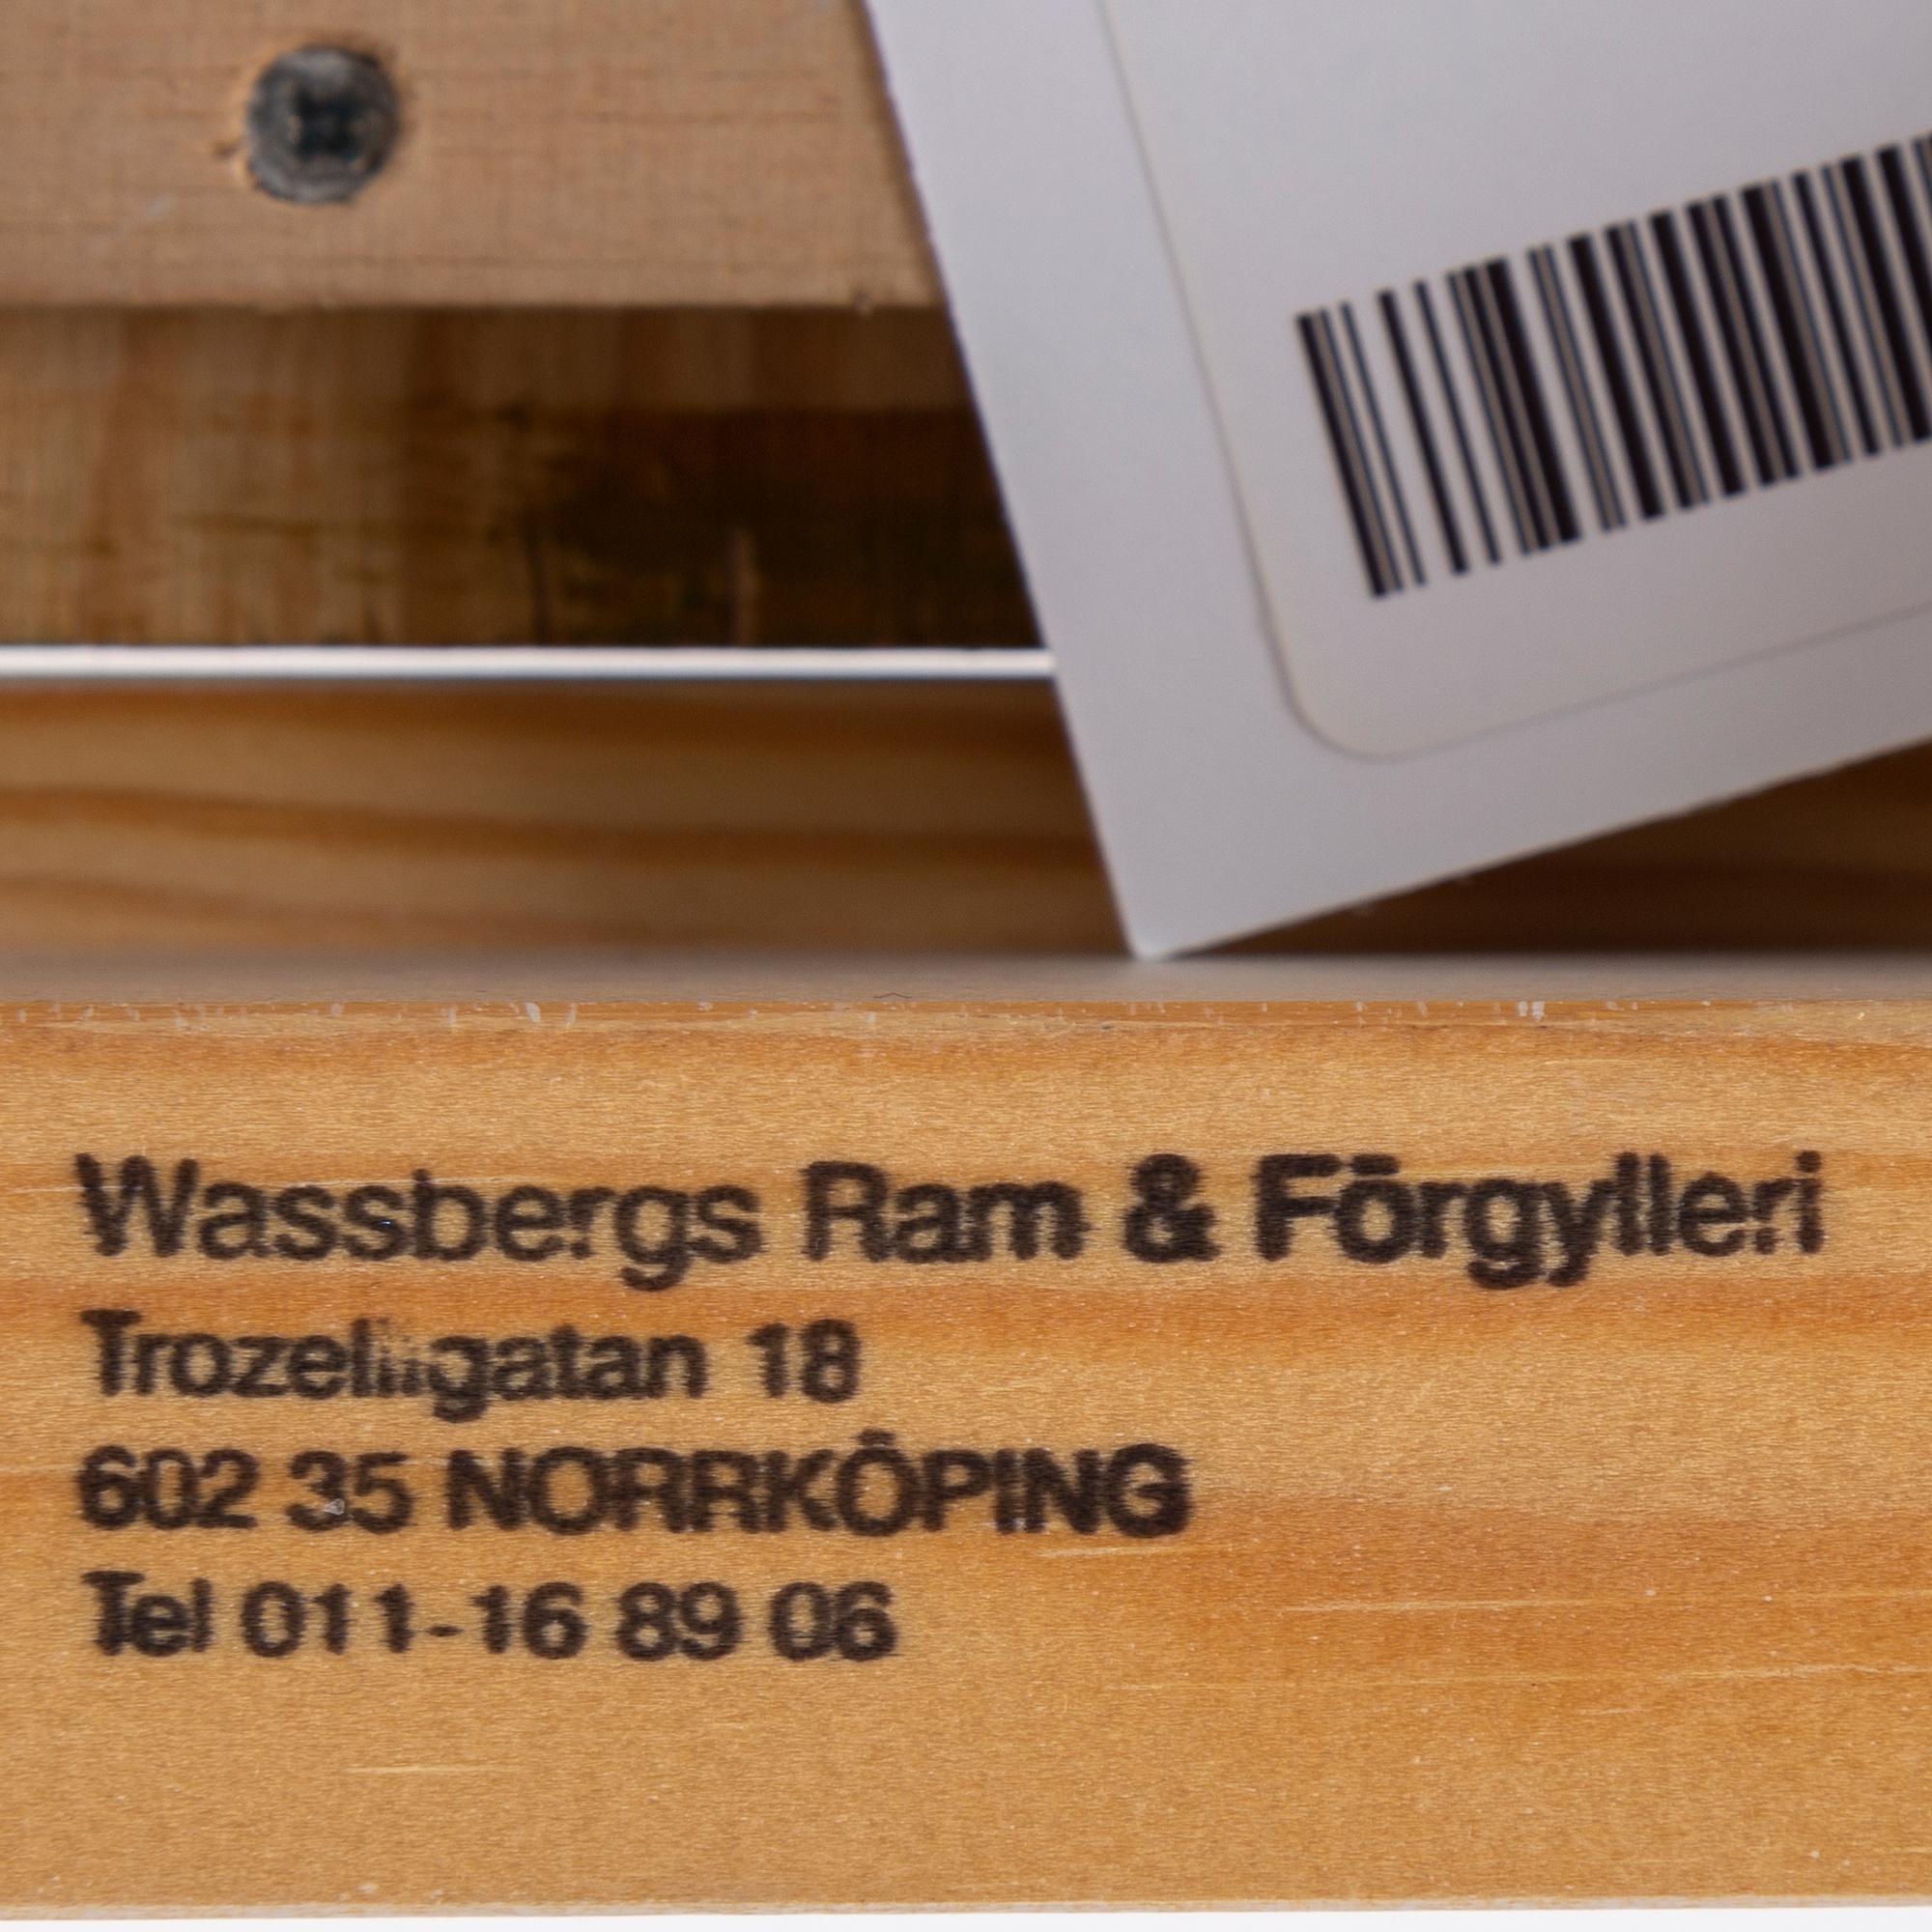 Wassbergs Ram & Förgylleri
Trozelligatan 18
602 35 NORRKÖPING
Tel 011-16 89 06